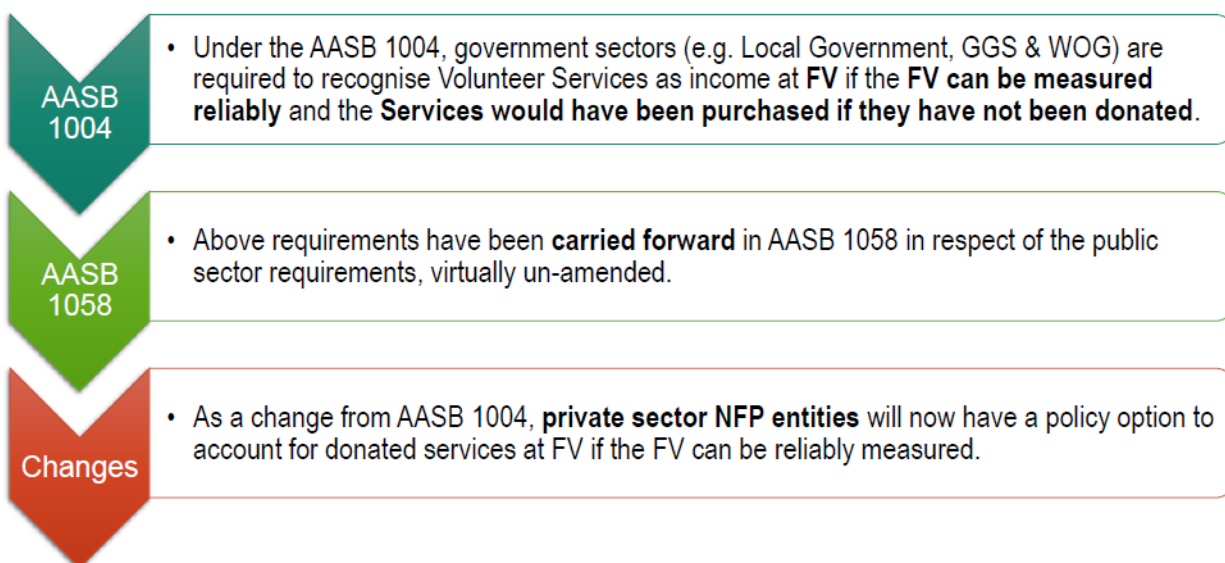 AASB
1004
• Under the AASB 1004, government sectors (e.g. Local Government, GGS & WOG) are
required to recognise Volunteer Services as income at FV if the FV can be measured
reliably and the Services would have been purchased if they have not been donated.
AASB
1058
• Above requirements have been carried forward in AASB 1058 in respect of the public
sector requirements, virtually un-amended.
Changes
• As a change from AASB 1004, private sector NFP entities will now have a policy option to
account for donated services at FV if the FV can be reliably measured.